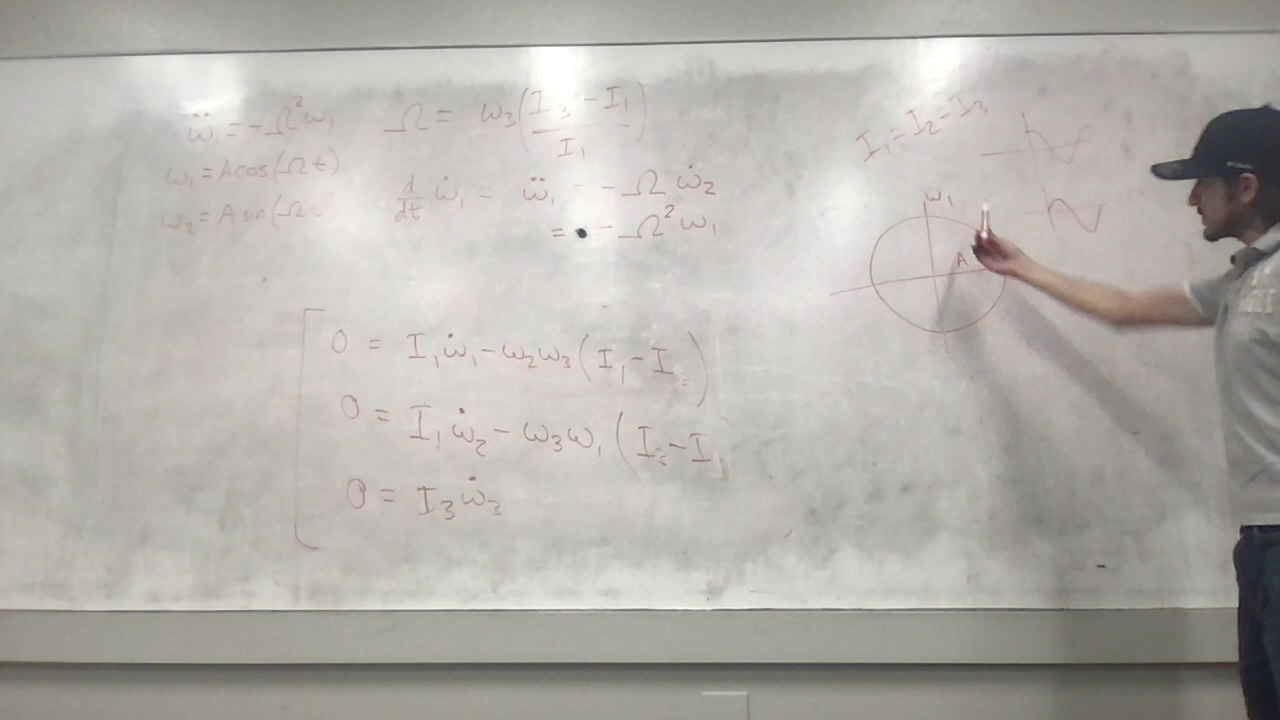 ω̈₁ = -Ω²ω₁
ω₁ = A cos(Ωt)
ω₂ = A sin(Ω
Ω = ω₃(I₃ - I₁ / I₁)
d/dt ω̇₁ = ω̈₁ = -Ω ω̇₂
= -Ω²ω₁
I₁ = I₂ = I₃
ω₁
A
0 = I₁ω̇₁ - ω₂ω₃(I₁ - I₃)
0 = I₁ω̇₂ - ω₃ω₁(I₃ - I₁
0 = I₃ω̇₃